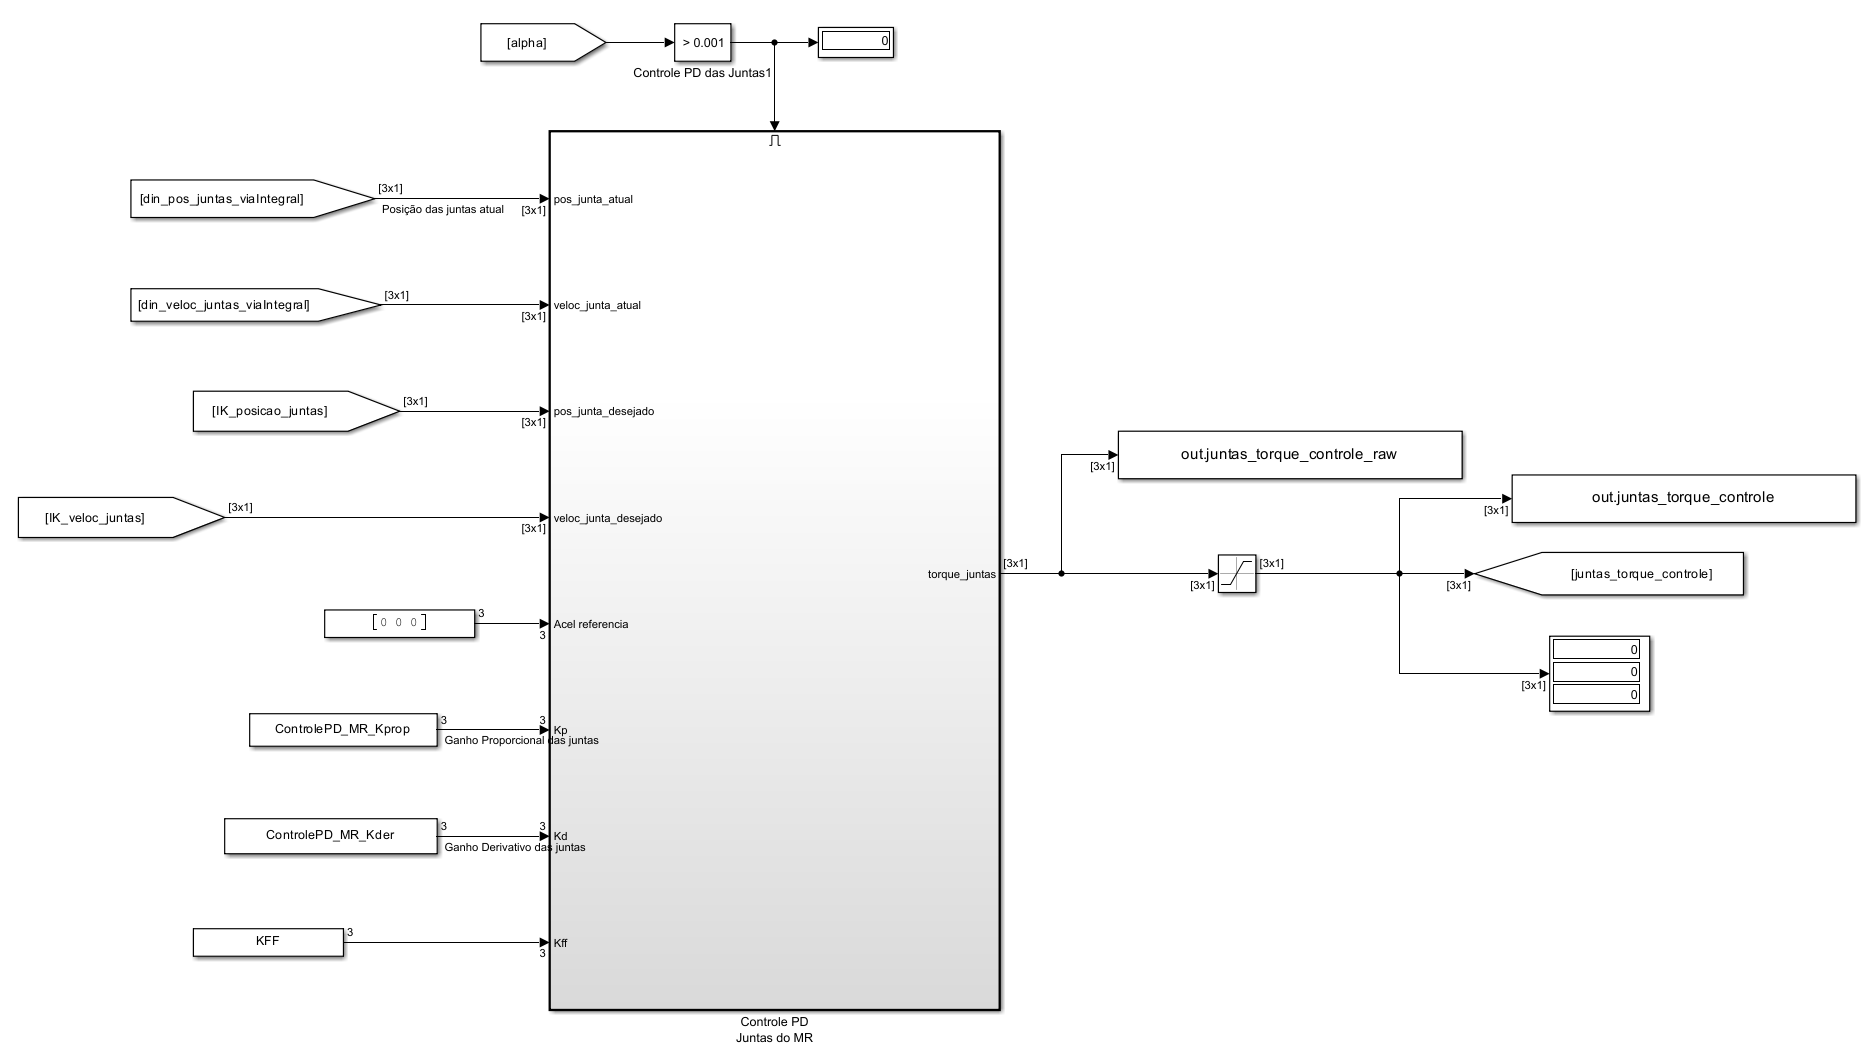 [alpha]
> 0.001
0
Controle PD das Juntas1
[din_pos_juntas_viaIntegral]
[3x1]
Posição das juntas atual
[3x1]
pos_junta_atual
[din_veloc_juntas_viaIntegral]
[3x1]
[3x1]
veloc_junta_atual
[IK_posicao_juntas]
[3x1]
[3x1]
pos_junta_desejado
[IK_veloc_juntas]
[3x1]
[3x1]
veloc_junta_desejado
[0 0 0]
3
3
Acel referencia
ControlePD_MR_Kprop
3
Ganho Proporcional das juntas
3
Kp
ControlePD_MR_Kder
3
Ganho Derivativo das juntas
3
Kd
KFF
3
3
Kff
torque_juntas
[3x1]
[3x1]
out.juntas_torque_controle_raw
[3x1]
[3x1]
[3x1]
out.juntas_torque_controle
[3x1]
[juntas_torque_controle]
[3x1]
0
0
0
Controle PD
Juntas do MR